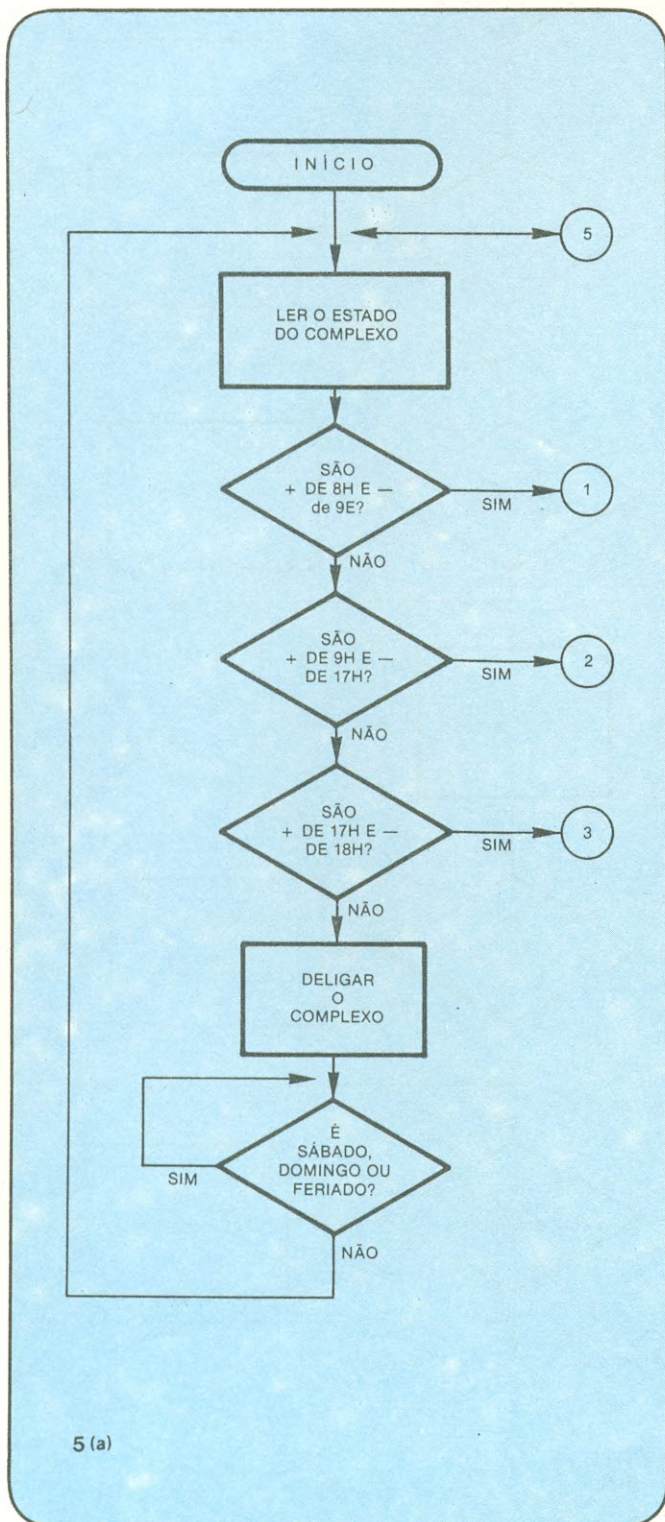 INÍCIO
5
LER O ESTADO
DO COMPLEXO
SÃO
+ DE 8H E —
de 9E?
SIM
1
NÃO
SÃO
+ DE 9H E —
DE 17H?
SIM
2
NÃO
SÃO
+ DE 17H E —
DE 18H?
SIM
3
NÃO
DELIGAR
O
COMPLEXO
É
SÁBADO,
DOMINGO OU
FERIADO?
SIM
NÃO
5 (a)